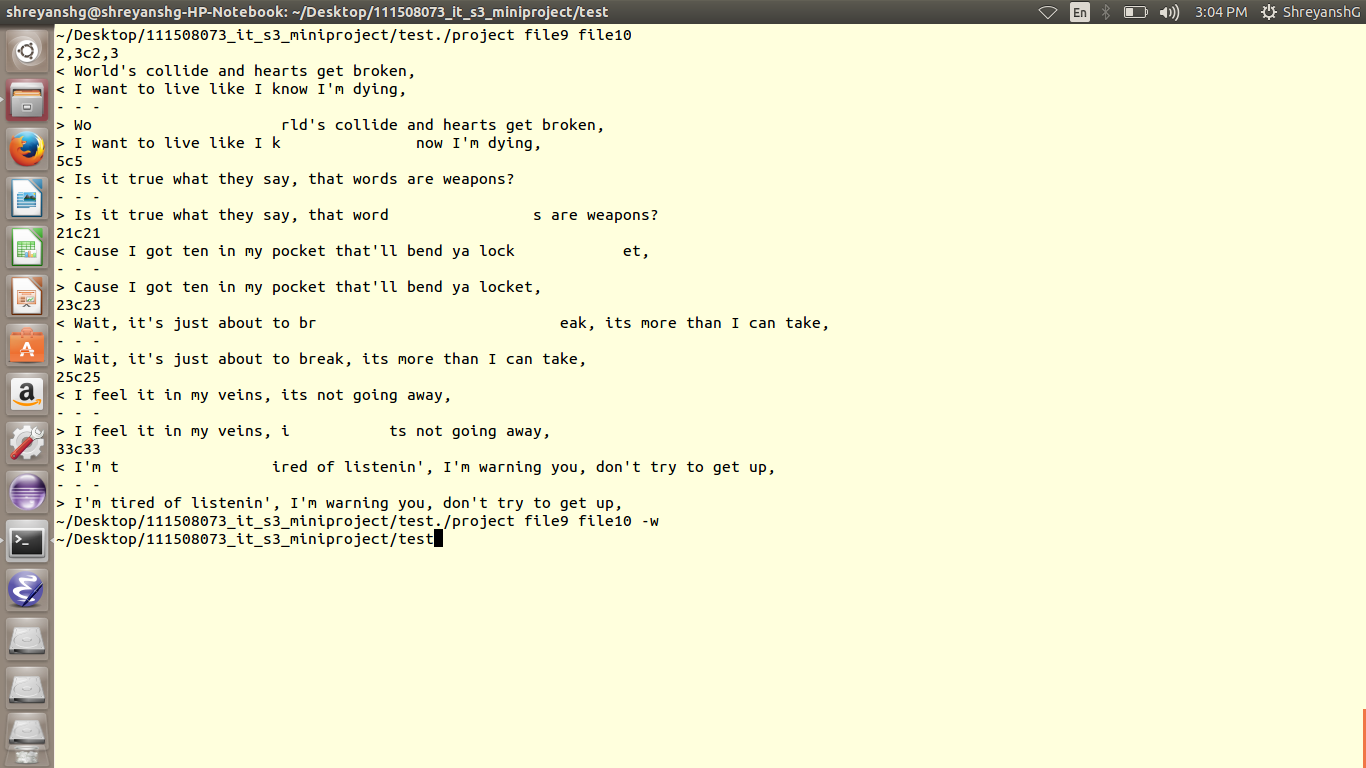 shreyanshg@shreyanshg-HP-Notebook: ~/Desktop/111508073_it_s3_miniproject/test En 3:04 PM ShreyanshG
~/Desktop/111508073_it_s3_miniproject/test./project file9 file10
2,3c2,3
< World's collide and hearts get broken,
< I want to live like I know I'm dying,
- - -
> Wo                     rld's collide and hearts get broken,
> I want to live like I k               now I'm dying,
5c5
< Is it true what they say, that words are weapons?
- - -
> Is it true what they say, that word                s are weapons?
21c21
< Cause I got ten in my pocket that'll bend ya lock            et,
- - -
> Cause I got ten in my pocket that'll bend ya locket,
23c23
< Wait, it's just about to br                           eak, its more than I can take,
- - -
> Wait, it's just about to break, its more than I can take,
25c25
< I feel it in my veins, its not going away,
- - -
> I feel it in my veins, i           ts not going away,
33c33
< I'm t                 ired of listenin', I'm warning you, don't try to get up,
- - -
> I'm tired of listenin', I'm warning you, don't try to get up,
~/Desktop/111508073_it_s3_miniproject/test./project file9 file10 -w
~/Desktop/111508073_it_s3_miniproject/test